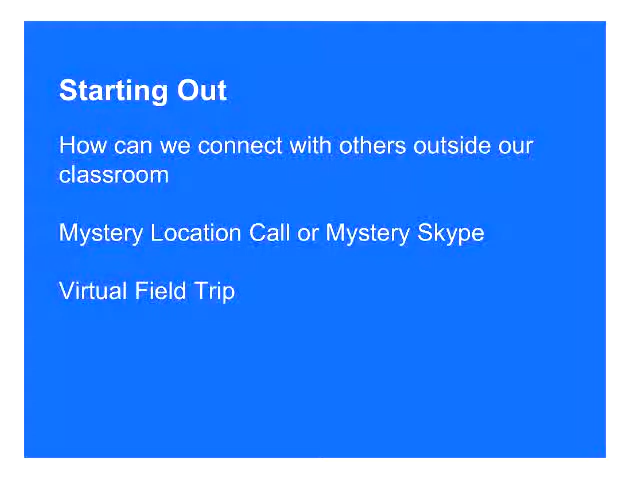 Starting Out
How can we connect with others outside our
classroom
Mystery Location Call or Mystery Skype
Virtual Field Trip